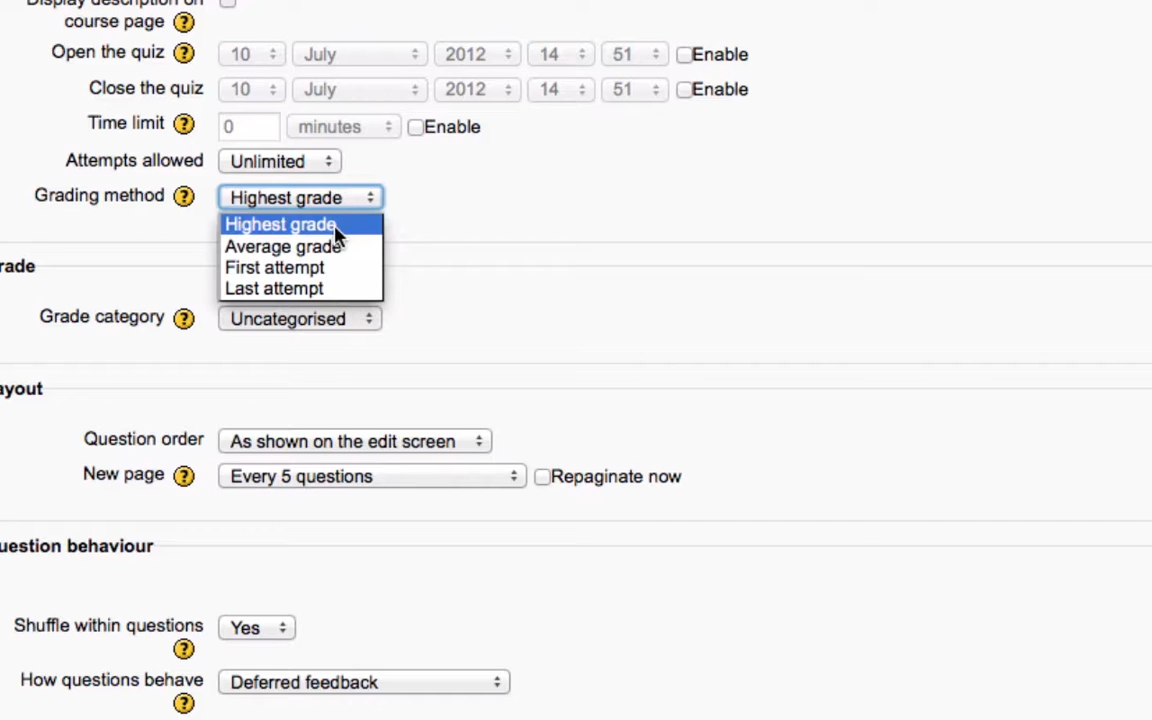 Display description on
course page
Open the quiz 10 July 2012 14 51 Enable
Close the quiz 10 July 2012 14 51 Enable
Time limit 0 minutes Enable
Attempts allowed Unlimited
Grading method Highest grade
Highest grade
Average grade
First attempt
Last attempt
rade
Grade category Uncategorised
ayout
Question order As shown on the edit screen
New page Every 5 questions Repaginate now
uestion behaviour
Shuffle within questions Yes
How questions behave Deferred feedback